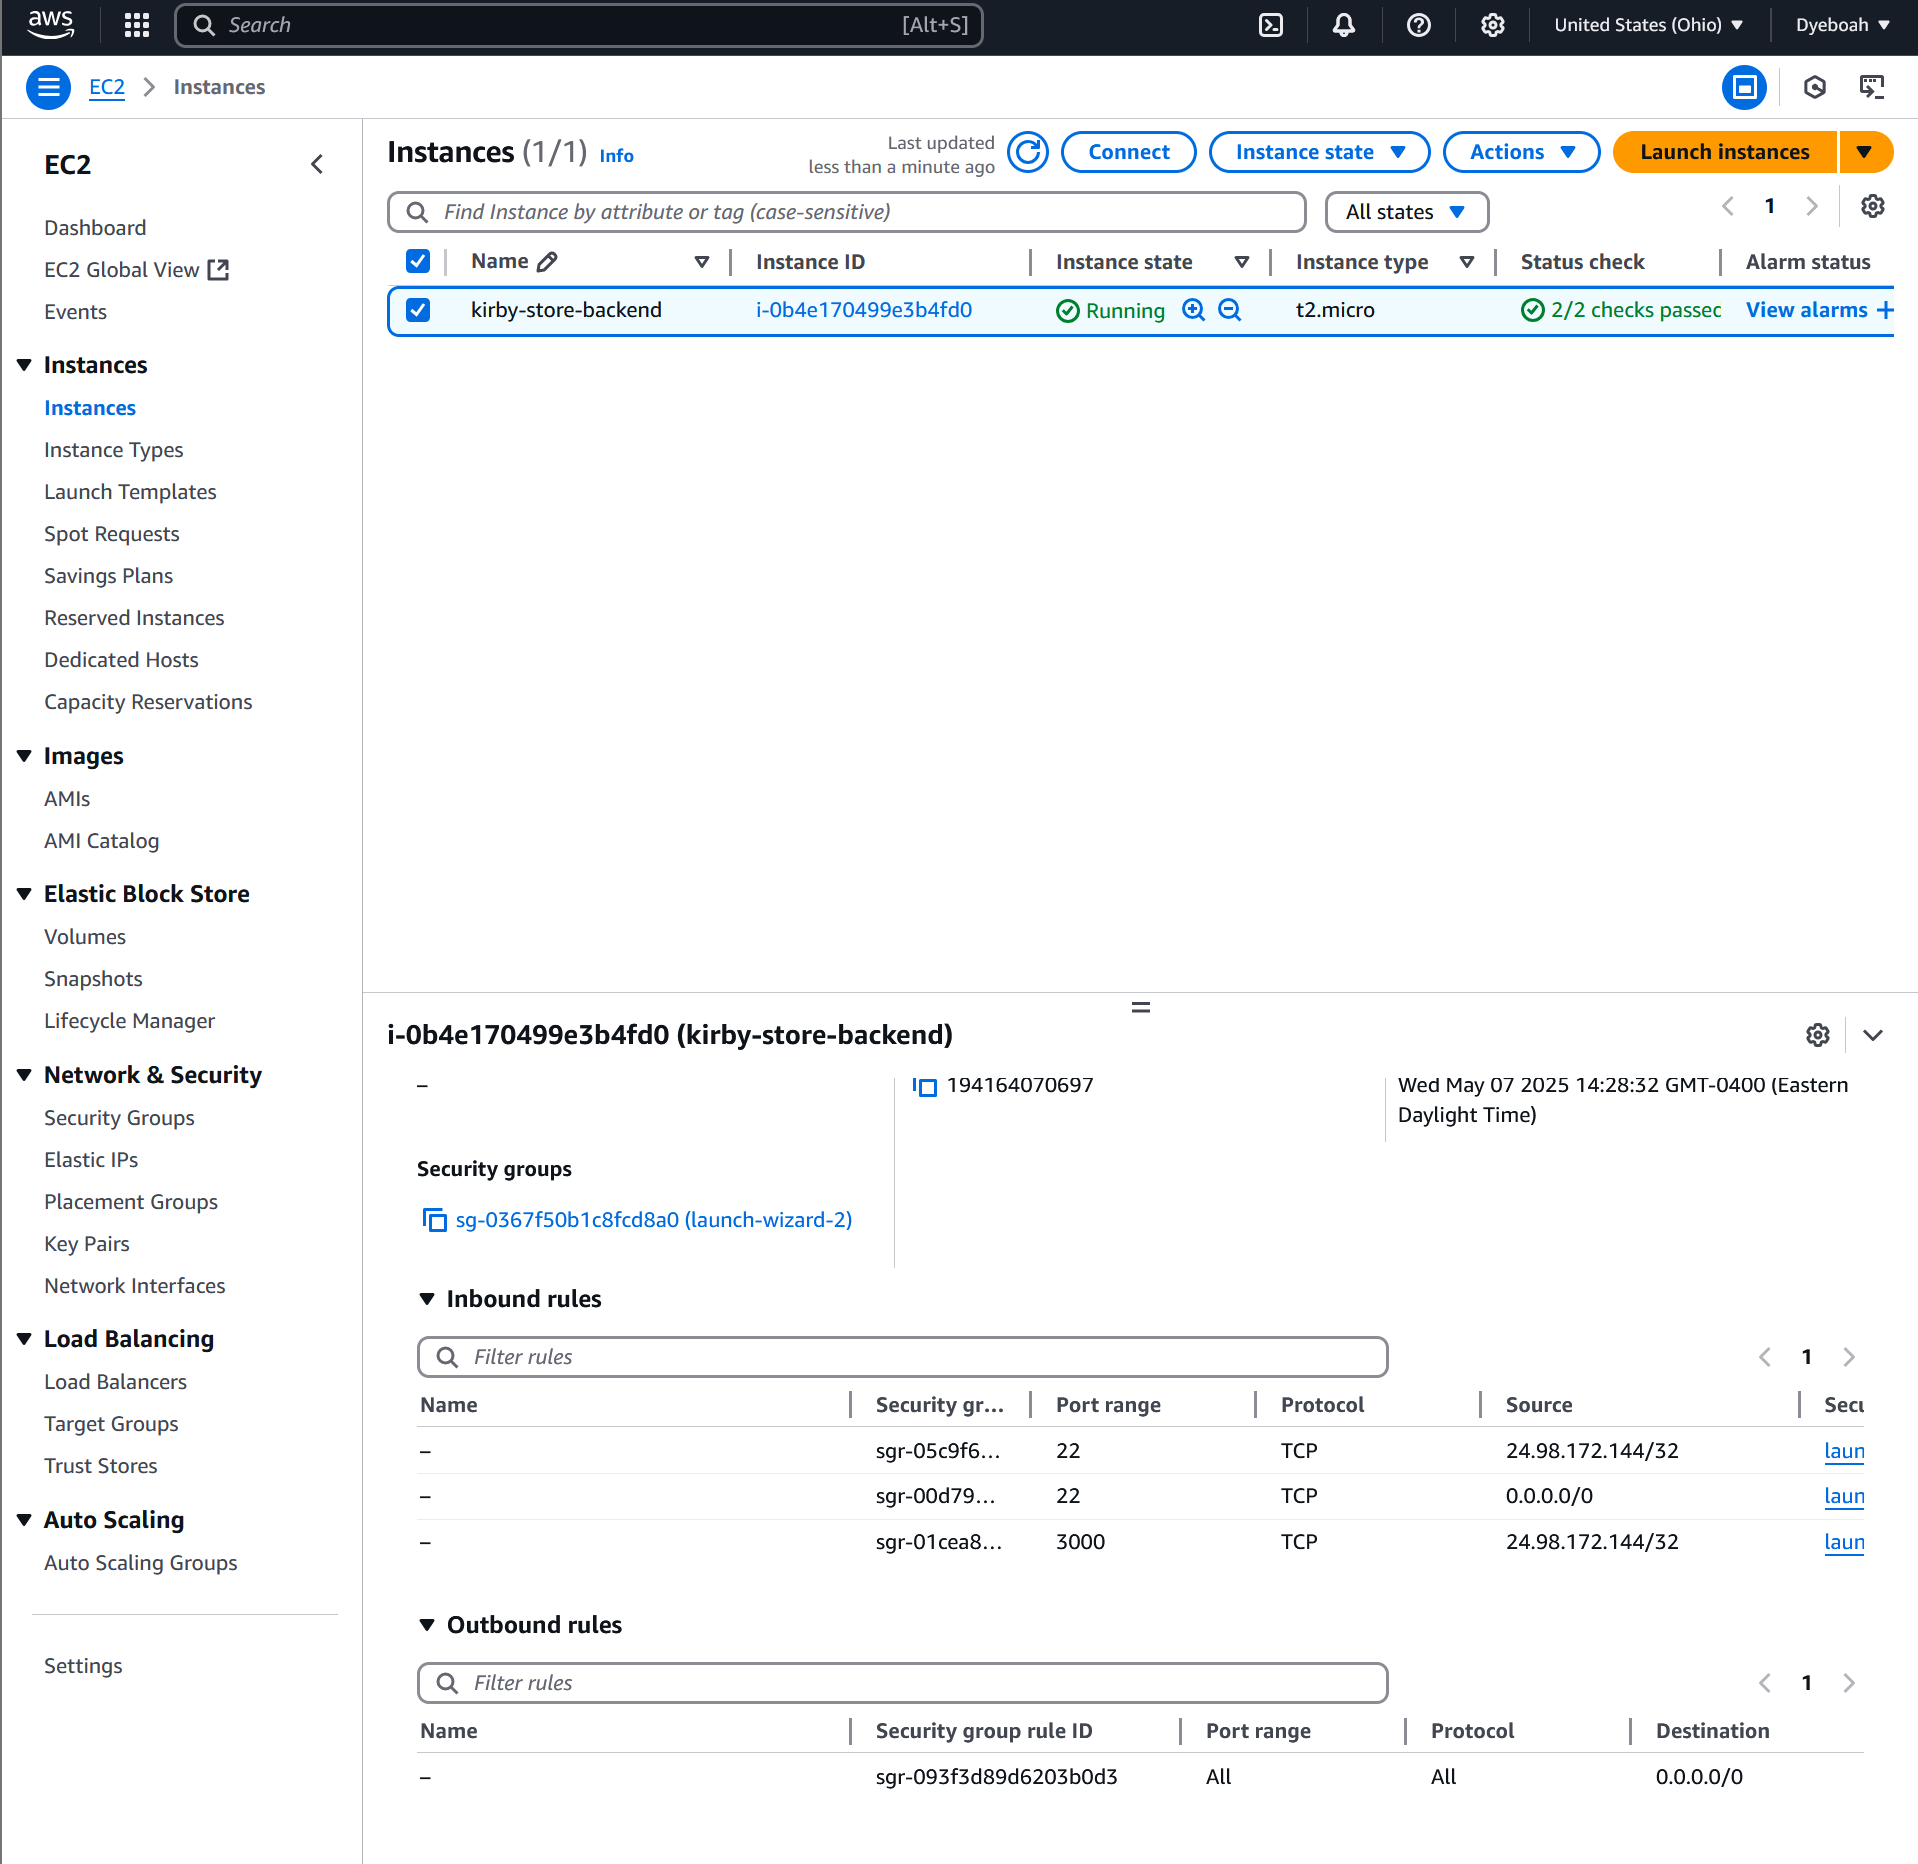 aws
Search [Alt+S]
United States (Ohio)
Dyeboah
EC2
Instances
EC2
Dashboard
EC2 Global View
Events
Instances
Instances
Instance Types
Launch Templates
Spot Requests
Savings Plans
Reserved Instances
Dedicated Hosts
Capacity Reservations
Images
AMIs
AMI Catalog
Elastic Block Store
Volumes
Snapshots
Lifecycle Manager
Network & Security
Security Groups
Elastic IPs
Placement Groups
Key Pairs
Network Interfaces
Load Balancing
Load Balancers
Target Groups
Trust Stores
Auto Scaling
Auto Scaling Groups
Settings
Instances (1/1) Info
Last updated
less than a minute ago
Connect
Instance state
Actions
Launch instances
Find Instance by attribute or tag (case-sensitive)
All states
1
Name Instance ID Instance state Instance type Status check Alarm status
kirby-store-backend i-0b4e170499e3b4fd0 Running t2.micro 2/2 checks passec View alarms +
i-0b4e170499e3b4fd0 (kirby-store-backend)
– 194164070697 Wed May 07 2025 14:28:32 GMT-0400 (Eastern
Daylight Time)
Security groups
sg-0367f50b1c8fcd8a0 (launch-wizard-2)
Inbound rules
Filter rules
1
Name Security gr... Port range Protocol Source Secu
– sgr-05c9f6... 22 TCP 24.98.172.144/32 laun
– sgr-00d79... 22 TCP 0.0.0.0/0 laun
– sgr-01cea8... 3000 TCP 24.98.172.144/32 laun
Outbound rules
Filter rules
1
Name Security group rule ID Port range Protocol Destination
– sgr-093f3d89d6203b0d3 All All 0.0.0.0/0